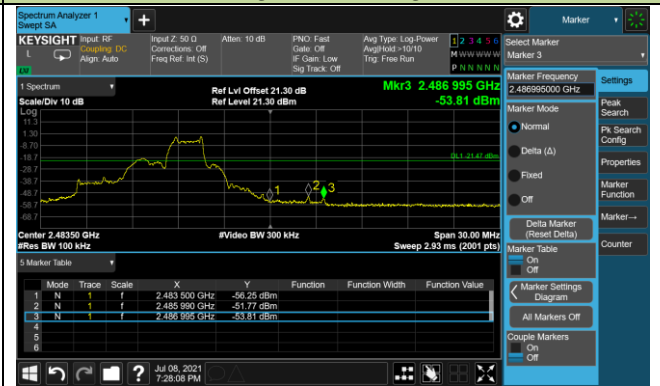 Spectrum Analyzer 1
Swept SA
+
Marker
KEYSIGHT
L
Input: RF
Coupling: DC
Align: Auto
Input Z: 50 Ω
Corrections: Off
Freq Ref: Int (S)
Atten: 10 dB
PNO: Fast
Gate: Off
IF Gain: Low
Sig Track: Off
Avg Type: Log-Power
Avg|Hold:>10/10
Trig: Free Run
1 2 3 4 5 6
M W W W W W
P N N N N N
Select Marker
Marker 3
1 Spectrum
Scale/Div 10 dB
Log
Ref Lvl Offset 21.30 dB
Ref Level 21.30 dBm
Mkr3 2.486 995 GHz
-53.81 dBm
11.3
1.30
-8.70
-18.7
-28.7
-38.7
-48.7
-58.7
-68.7
DL1 -21.47 dBm
1
2
3
Center 2.48350 GHz
#Res BW 100 kHz
#Video BW 300 kHz
Span 30.00 MHz
Sweep 2.93 ms (2001 pts)
5 Marker Table
Mode Trace Scale X Y Function Function Width Function Value
1 N 1 f 2.483 500 GHz -56.25 dBm
2 N 1 f 2.485 990 GHz -51.77 dBm
3 N 1 f 2.486 995 GHz -53.81 dBm
4
5
6
Marker Frequency
2.486995000 GHz
Marker Mode
Normal
Delta (Δ)
Fixed
Off
Delta Marker
(Reset Delta)
Marker Table
On
Off
Marker Settings
Diagram
All Markers Off
Couple Markers
On
Off
Settings
Peak
Search
Pk Search
Config
Properties
Marker
Function
Marker→
Counter
?
Jul 08, 2021
7:28:08 PM